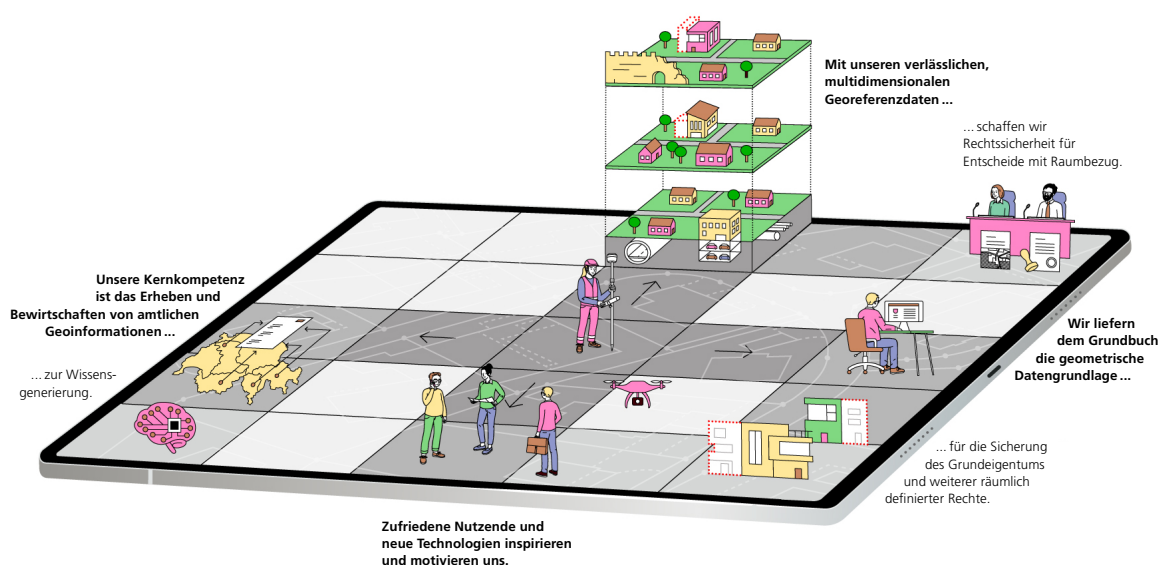 Mit unseren verlässlichen,
multidimensionalen
Georeferenzdaten ...
... schaffen wir
Rechtssicherheit für
Entscheide mit Raumbezug.
Unsere Kernkompetenz
ist das Erheben und
Bewirtschaften von amtlichen
Geoinformationen ...
... zur Wissens-
generierung.
Wir liefern
dem Grundbuch
die geometrische
Datengrundlage ...
... für die Sicherung
des Grundeigentums
und weiterer räumlich
definierter Rechte.
Zufriedene Nutzende und
neue Technologien inspirieren
und motivieren uns.